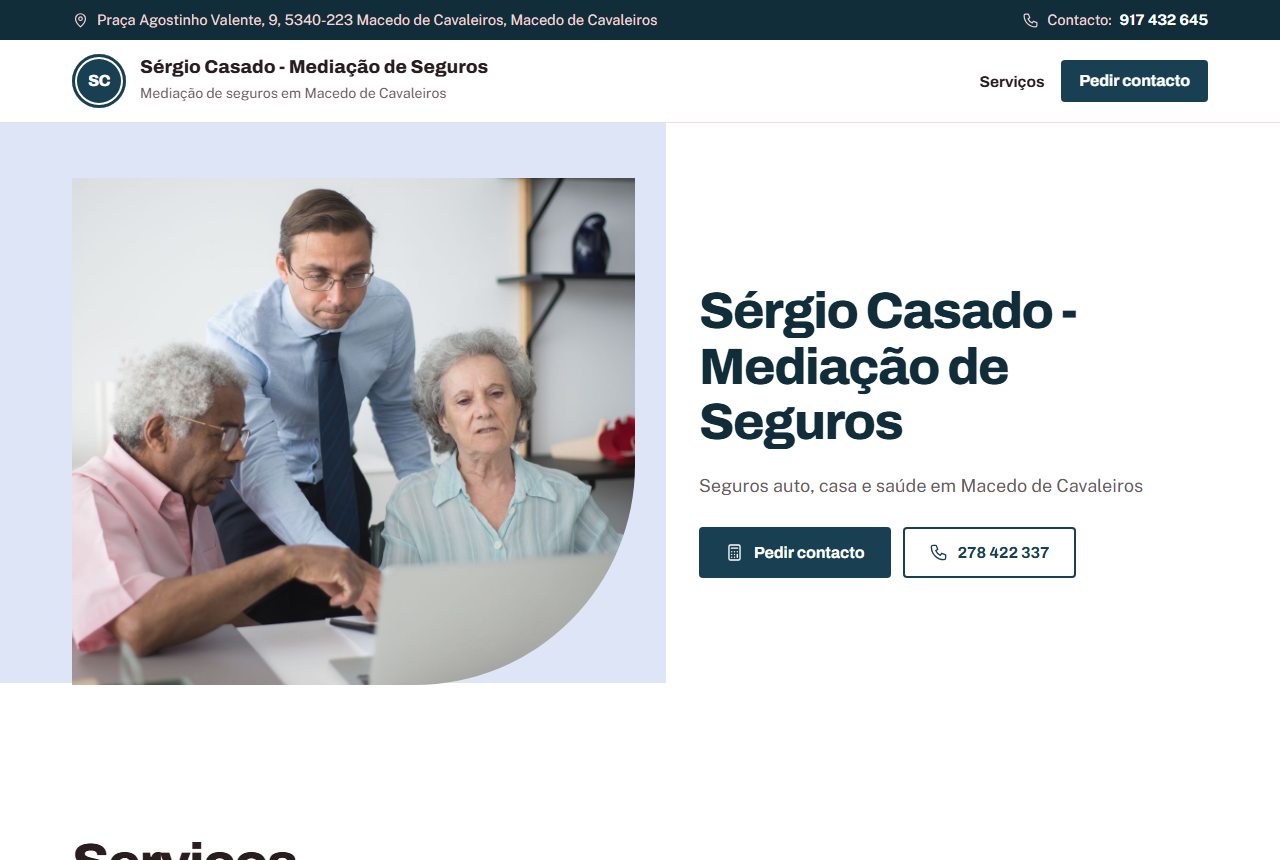 Praça Agostinho Valente, 9, 5340-223 Macedo de Cavaleiros, Macedo de Cavaleiros
Contacto: 917 432 645
SC
Sérgio Casado - Mediação de Seguros
Mediação de seguros em Macedo de Cavaleiros
Serviços
Pedir contacto
Sérgio Casado -
Mediação de
Seguros
Seguros auto, casa e saúde em Macedo de Cavaleiros
Pedir contacto
278 422 337
Serviços